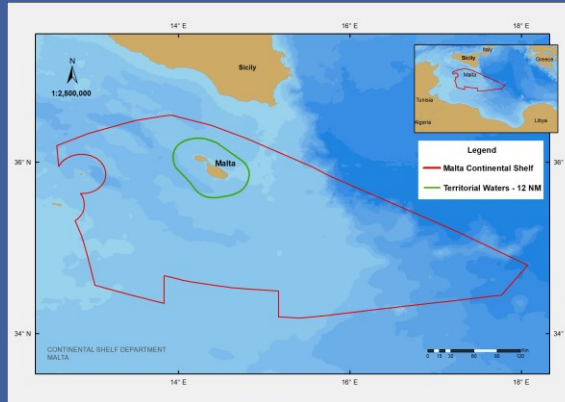 14° E
16° E
18° E
N
1:2,500,000
Sicily
Italy
Sicily
Greece
Malta
Tunisia
Algeria
Libya
Legend
Malta Continental Shelf
Territorial Waters - 12 NM
36° N
36°
Malta
34° N
34°
CONTINENTAL SHELF DEPARTMENT
MALTA
14° E
16° E
18° E